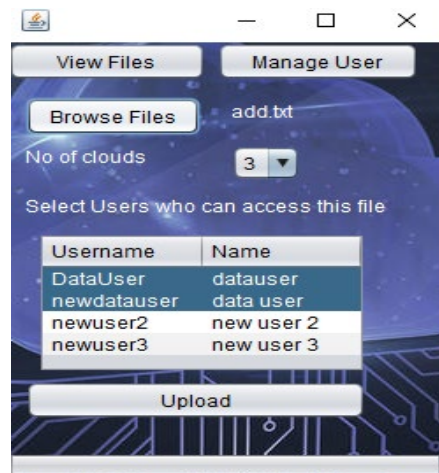 View Files Manage User
Browse Files add.txt
No of clouds 3
Select Users who can access this file
Username Name
DataUser datauser
newdatauser data user
newuser2 new user 2
newuser3 new user 3
Upload